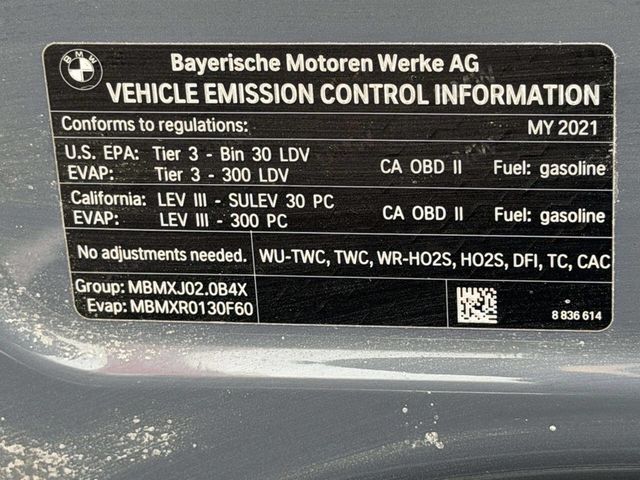 BMW
Bayerische Motoren Werke AG
VEHICLE EMISSION CONTROL INFORMATION
Conforms to regulations: MY 2021
U.S. EPA: Tier 3 - Bin 30 LDV CA OBD II Fuel: gasoline
EVAP: Tier 3 - 300 LDV
California: LEV III - SULEV 30 PC CA OBD II Fuel: gasoline
EVAP: LEV III - 300 PC
No adjustments needed. WU-TWC, TWC, WR-HO2S, HO2S, DFI, TC, CAC
Group: MBMXJ02.0B4X
Evap: MBMXR0130F60
8 836 614